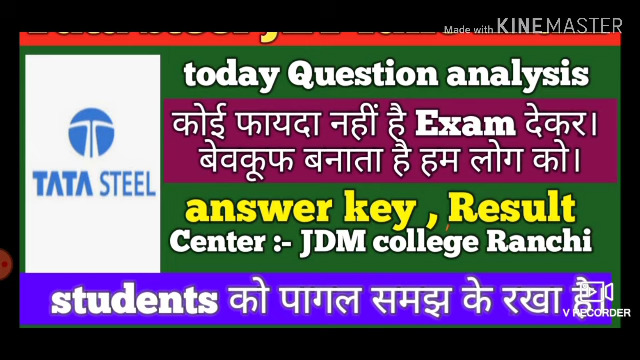 Made with KINEMASTER
today Question analysis
कोई फायदा नहीं है Exam देकर।
बेवकूफ बनाता है हम लोग को।
TATA STEEL
answer key , Result
Center :- JDM college Ranchi
students को पागल समझ के रखा है।
V RECORDER